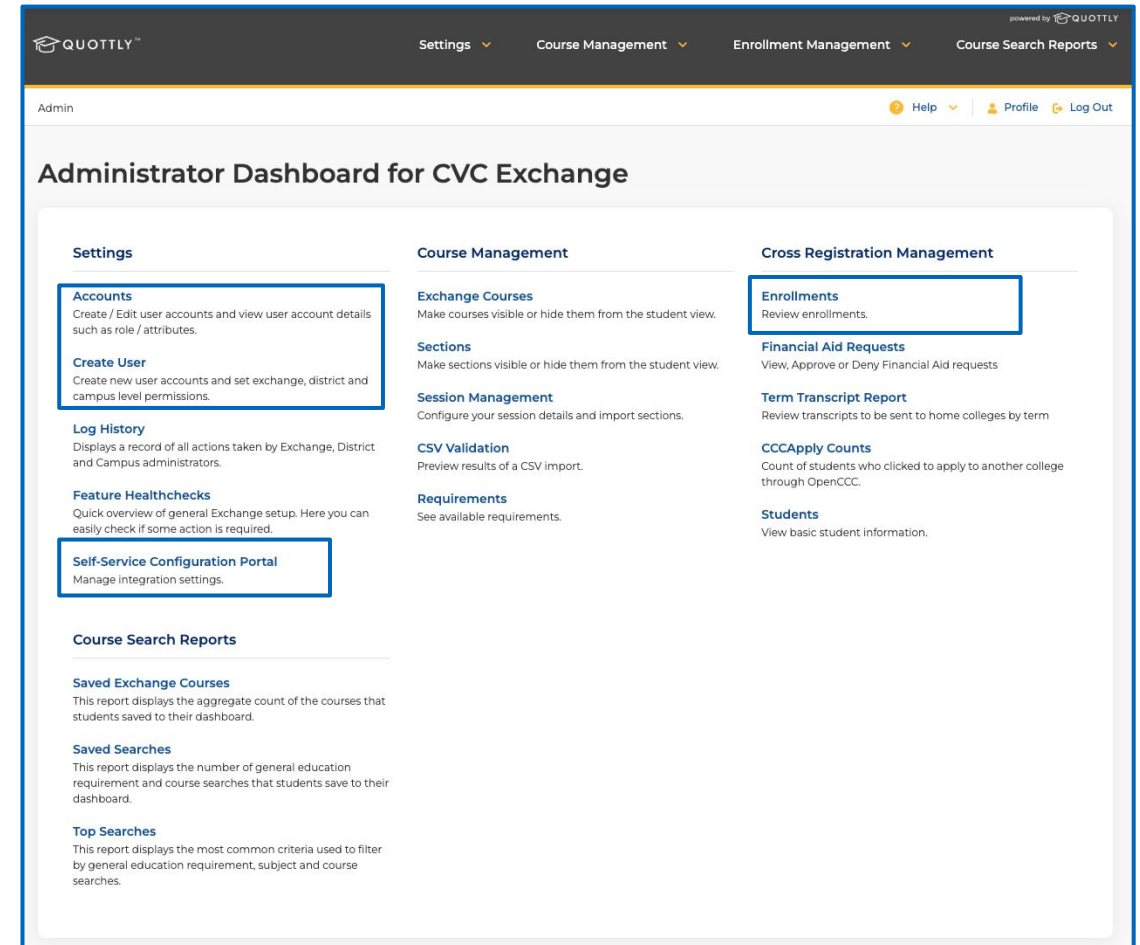 powered by QUOTTLY
QUOTTLY™
Settings
Course Management
Enrollment Management
Course Search Reports
Admin
? Help
Profile
Log Out
Administrator Dashboard for CVC Exchange
Settings
Accounts
Create / Edit user accounts and view user account details
such as role / attributes.
Create User
Create new user accounts and set exchange, district and
campus level permissions.
Log History
Displays a record of all actions taken by Exchange, District
and Campus administrators.
Feature Healthchecks
Quick overview of general Exchange setup. Here you can
easily check if some action is required.
Self-Service Configuration Portal
Manage integration settings.
Course Management
Exchange Courses
Make courses visible or hide them from the student view.
Sections
Make sections visible or hide them from the student view.
Session Management
Configure your session details and import sections.
CSV Validation
Preview results of a CSV import.
Requirements
See available requirements.
Cross Registration Management
Enrollments
Review enrollments.
Financial Aid Requests
View, Approve or Deny Financial Aid requests
Term Transcript Report
Review transcripts to be sent to home colleges by term
CCCApply Counts
Count of students who clicked to apply to another college
through OpenCCC.
Students
View basic student information.
Course Search Reports
Saved Exchange Courses
This report displays the aggregate count of the courses that
students saved to their dashboard.
Saved Searches
This report displays the number of general education
requirement and course searches that students save to their
dashboard.
Top Searches
This report displays the most common criteria used to filter
by general education requirement, subject and course
searches.